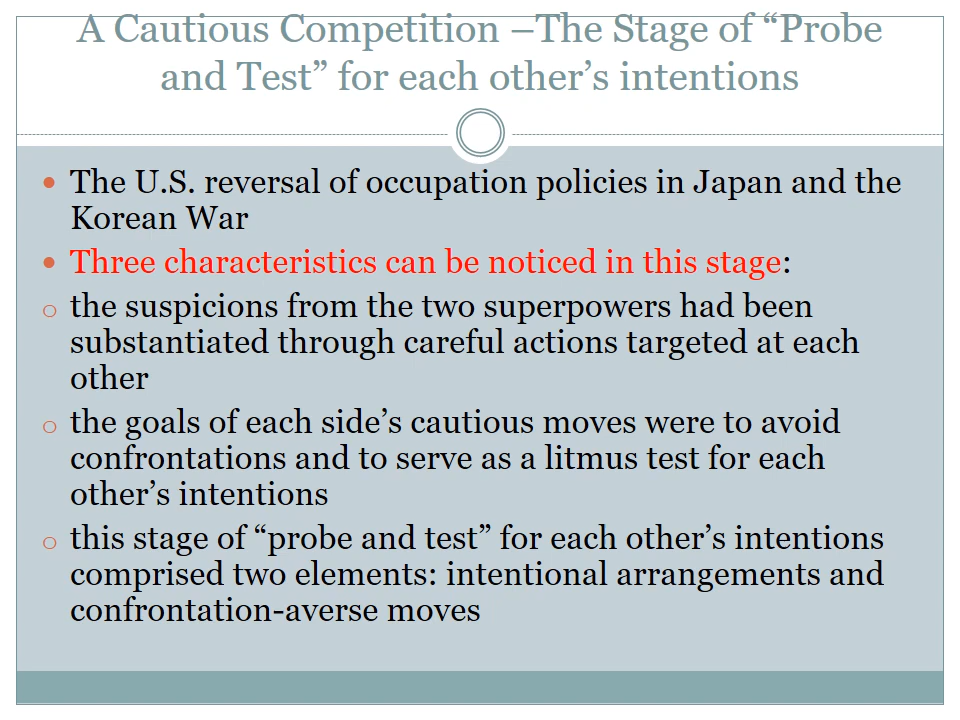 A Cautious Competition –The Stage of “Probe
and Test” for each other’s intentions
• The U.S. reversal of occupation policies in Japan and the
Korean War
• Three characteristics can be noticed in this stage:
o the suspicions from the two superpowers had been
substantiated through careful actions targeted at each
other
o the goals of each side’s cautious moves were to avoid
confrontations and to serve as a litmus test for each
other’s intentions
o this stage of “probe and test” for each other’s intentions
comprised two elements: intentional arrangements and
confrontation-averse moves